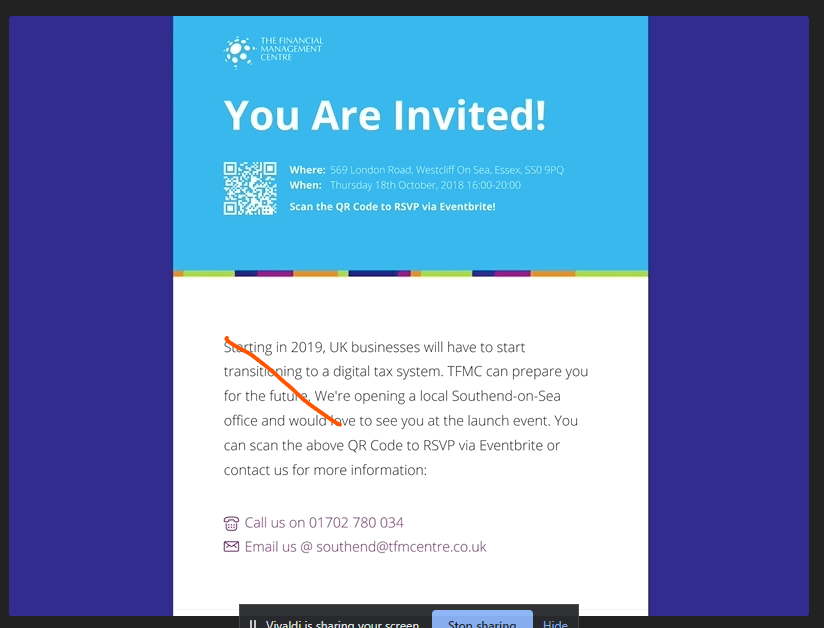 THE FINANCIAL
MANAGEMENT
CENTRE
You Are Invited!
Where: 569 London Road, Westcliff On Sea, Essex, SS0 9PQ
When: Thursday 18th October, 2018 16:00-20:00
Scan the QR Code to RSVP via Eventbrite!
Starting in 2019, UK businesses will have to start
transitioning to a digital tax system. TFMC can prepare you
for the future. We're opening a local Southend-on-Sea
office and would love to see you at the launch event. You
can scan the above QR Code to RSVP via Eventbrite or
contact us for more information:
Call us on 01702 780 034
Email us @ southend@tfmcentre.co.uk
Vivaldi is sharing your screen. Stop sharing Hide